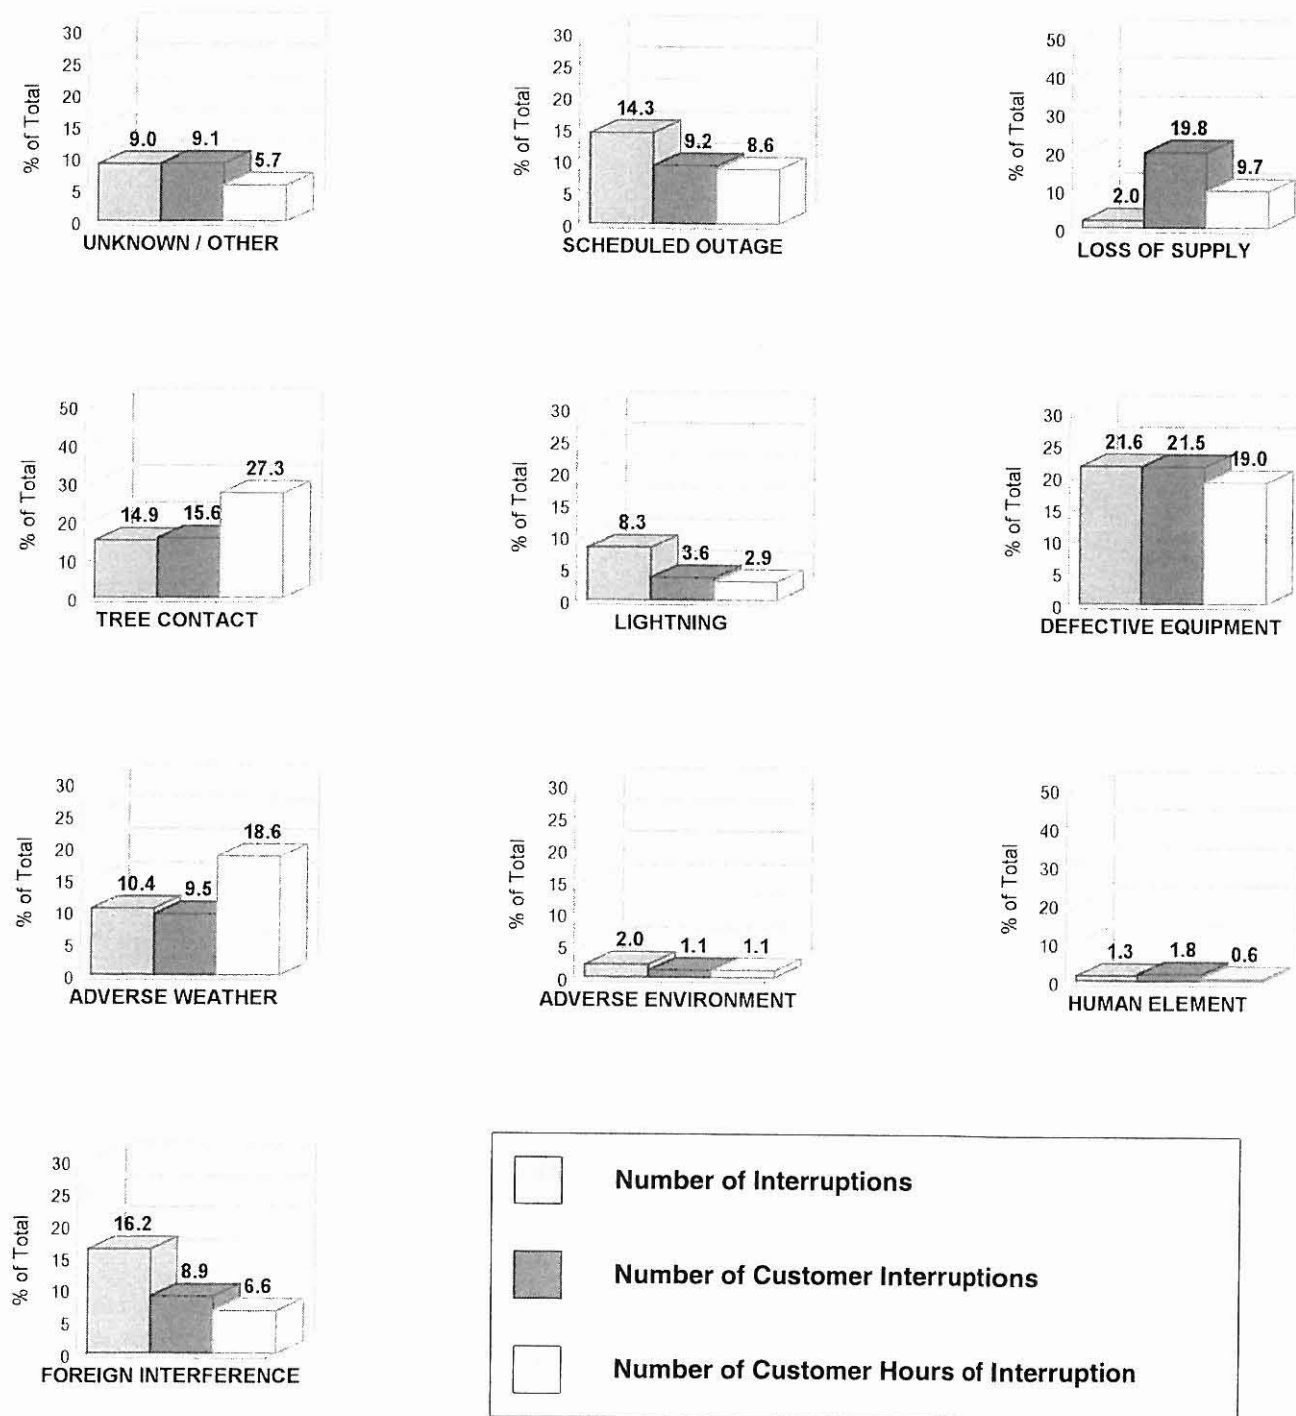 % of Total
30
25
20
15
10
5
0
9.0 9.1 5.7
UNKNOWN / OTHER
% of Total
30
25
20
15
10
5
0
14.3 9.2 8.6
SCHEDULED OUTAGE
% of Total
50
40
30
20
10
0
2.0 19.8 9.7
LOSS OF SUPPLY
% of Total
50
40
30
20
10
0
14.9 15.6 27.3
TREE CONTACT
% of Total
30
25
20
15
10
5
0
8.3 3.6 2.9
LIGHTNING
% of Total
30
25
20
15
10
5
0
21.6 21.5 19.0
DEFECTIVE EQUIPMENT
% of Total
30
25
20
15
10
5
0
10.4 9.5 18.6
ADVERSE WEATHER
% of Total
30
25
20
15
10
5
0
2.0 1.1 1.1
ADVERSE ENVIRONMENT
% of Total
50
40
30
20
10
0
1.3 1.8 0.6
HUMAN ELEMENT
% of Total
30
25
20
15
10
5
0
16.2 8.9 6.6
FOREIGN INTERFERENCE
Number of Interruptions
Number of Customer Interruptions
Number of Customer Hours of Interruption